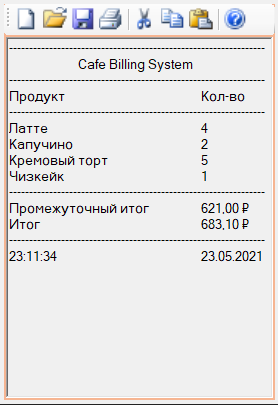 Cafe Billing System
Продукт Кол-во
Латте 4
Капучино 2
Кремовый торт 5
Чизкейк 1
Промежуточный итог 621,00 ₽
Итог 683,10 ₽
23:11:34 23.05.2021